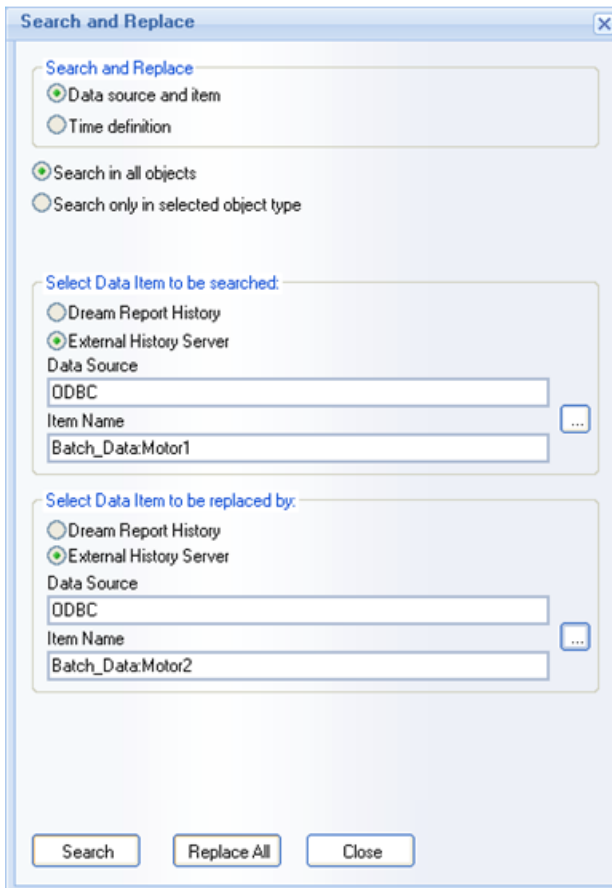 Search and Replace
Search and Replace
Data source and item
Time definition
Search in all objects
Search only in selected object type
Select Data Item to be searched:
Dream Report History
External History Server
Data Source
ODBC
Item Name
...
Batch_Data:Motor1
Select Data Item to be replaced by:
Dream Report History
External History Server
Data Source
ODBC
Item Name
...
Batch_Data:Motor2
Search Replace All Close